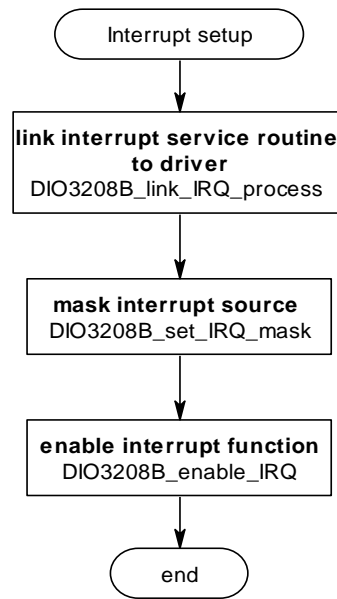 Interrupt setup
link interrupt service routine
to driver
DIO3208B_link_IRQ_process
mask interrupt source
DIO3208B_set_IRQ_mask
enable interrupt function
DIO3208B_enable_IRQ
end